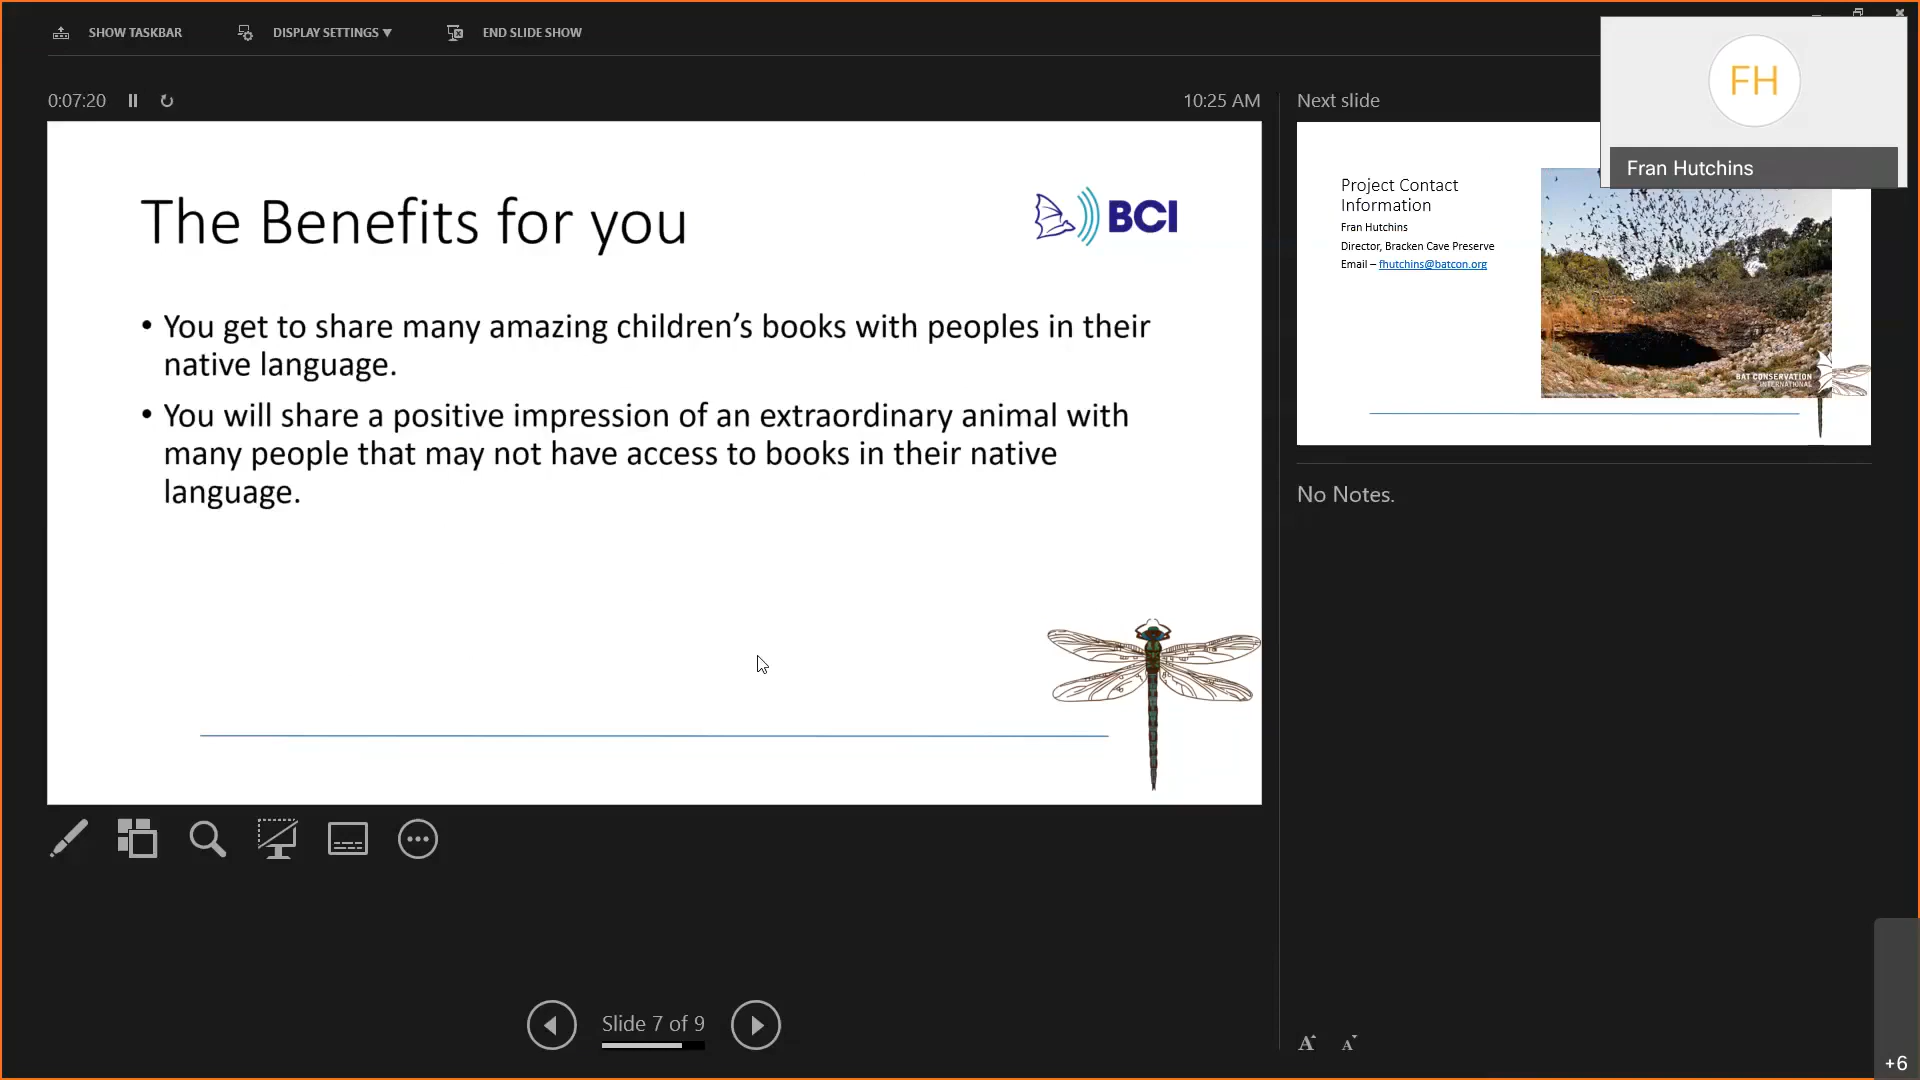 SHOW TASKBAR
DISPLAY SETTINGS ▼
END SLIDE SHOW
0:07:20
10:25 AM
The Benefits for you
BCI
• You get to share many amazing children’s books with peoples in their
native language.
• You will share a positive impression of an extraordinary animal with
many people that may not have access to books in their native
language.
Slide 7 of 9
Next slide
FH
Fran Hutchins
Project Contact
Information
Fran Hutchins
Director, Bracken Cave Preserve
Email – fhutchins@batcon.org
BAT CONSERVATION
INTERNATIONAL
No Notes.
A A
+6